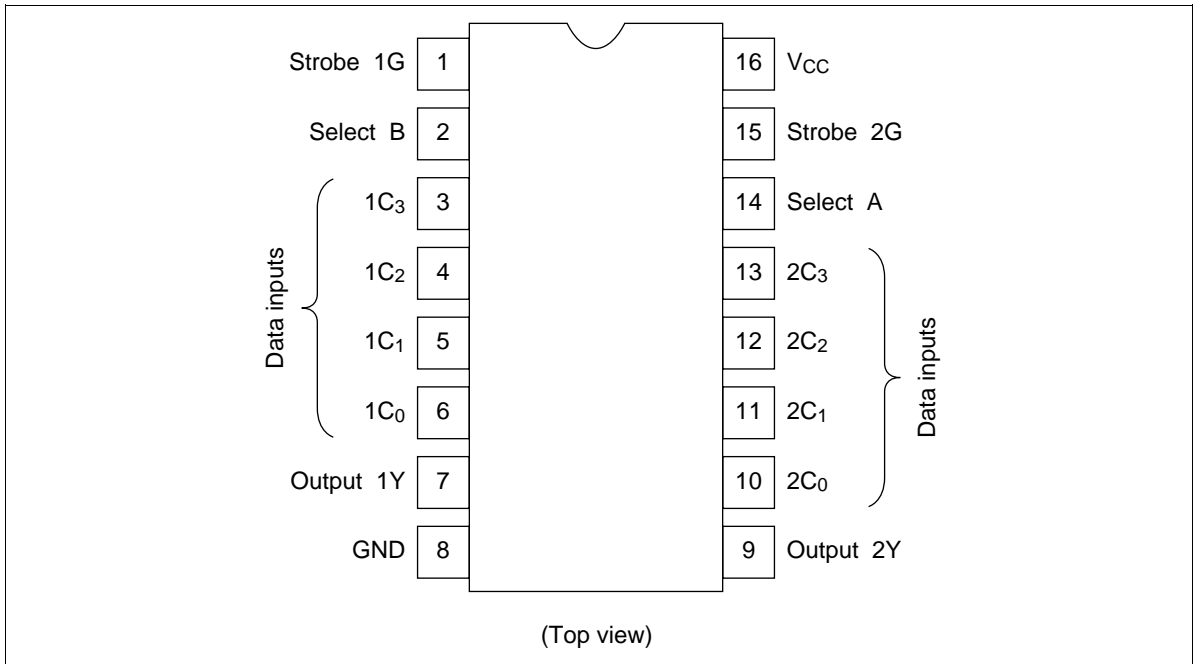 Strobe 1G 1
Select B 2
1C3 3
1C2 4
1C1 5
1C0 6
Output 1Y 7
GND 8
Data inputs
16 VCC
15 Strobe 2G
14 Select A
13 2C3
12 2C2
11 2C1
10 2C0
9 Output 2Y
Data inputs
(Top view)